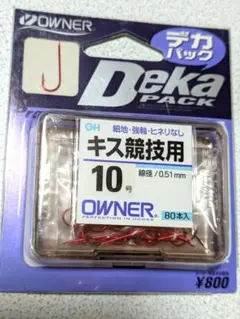 OWNER
デカ
パック
Deka
PACK
OH
細地・強軸・ヒネリなし
キス競技用
10号
線径/0.51mm
OWNER
PERFECTION IN HOOKS
80本入
¥800